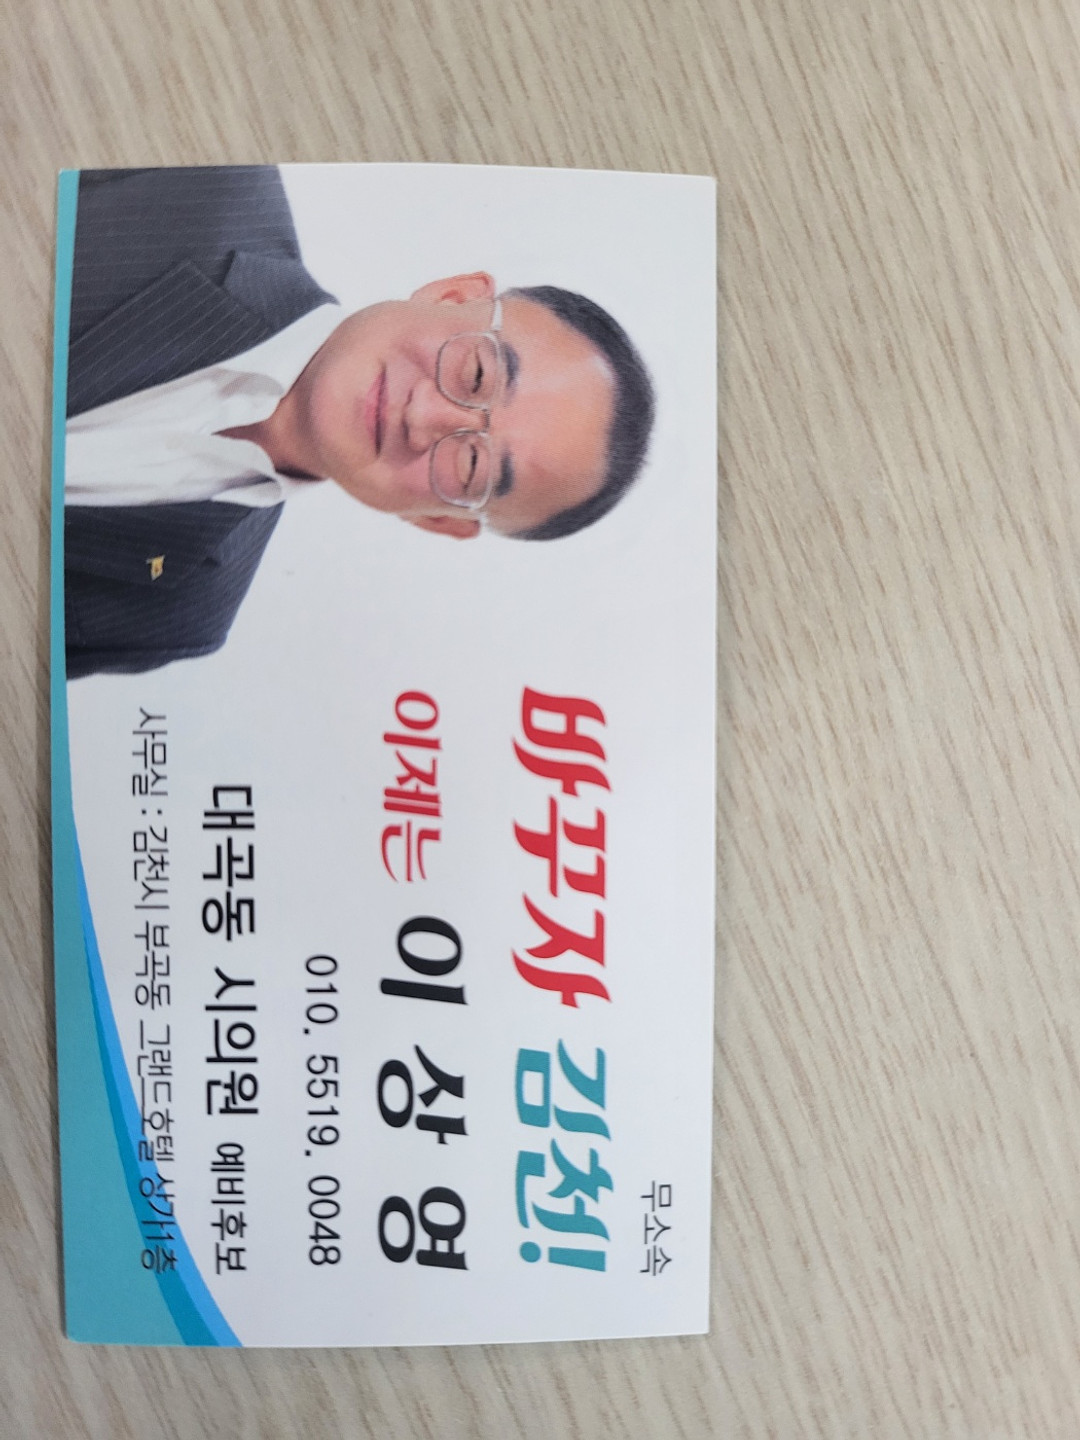 무소속
바꾸자 김천!
이제는 이상영
010. 5519. 0048
대곡동 시의원 예비후보
사무실 : 김천시 부곡동 그랜드호텔 상가1층